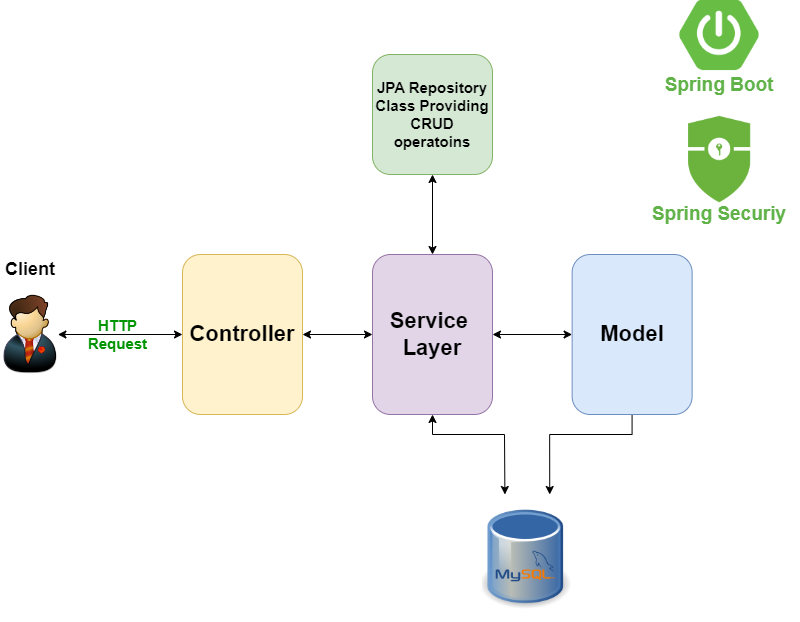 Spring Boot
JPA Repository
Class Providing
CRUD
operatoins
Spring Securiy
Client
HTTP
Request
Controller
Service
Layer
Model
MySQL